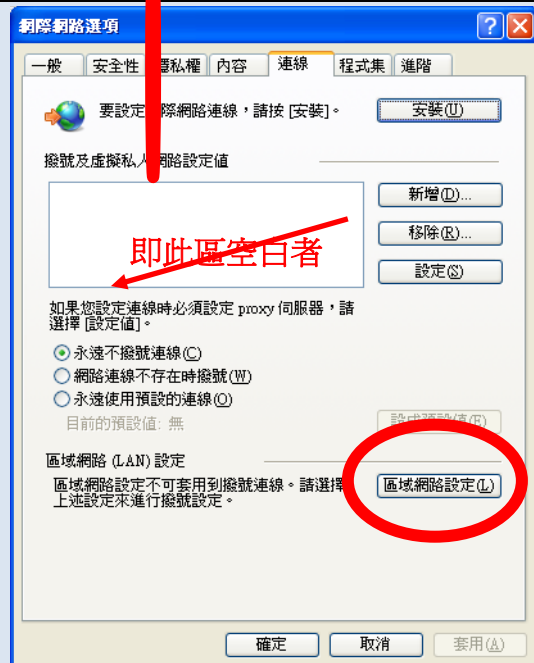 網際網路選項
一般 安全性 隱私權 內容 連線 程式集 進階
要設定網際網路連線，請按 [安裝]。
安裝(U)
撥號及虛擬私人網路設定值
新增(D)...
移除(R)...
設定(S)
即此區空白者
如果您設定連線時必須設定 proxy 伺服器，請
選擇 [設定值]。
永遠不撥號連線(C)
網路連線不存在時撥號(W)
永遠使用預設的連線(O)
目前的預設值: 無
設成預設值(E)
區域網路 (LAN) 設定
區域網路設定不可套用到撥號連線。請選擇
上述設定來進行撥號設定。
區域網路設定(L)
確定 取消 套用(A)